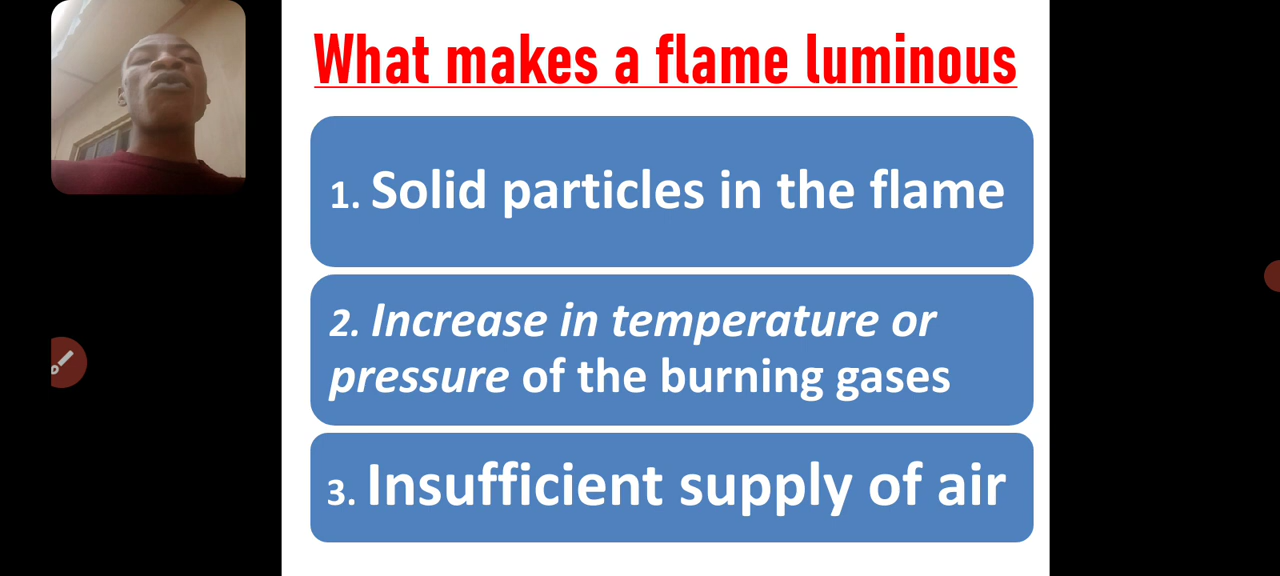 What makes a flame luminous
1. Solid particles in the flame
2. Increase in temperature or
pressure of the burning gases
3. Insufficient supply of air